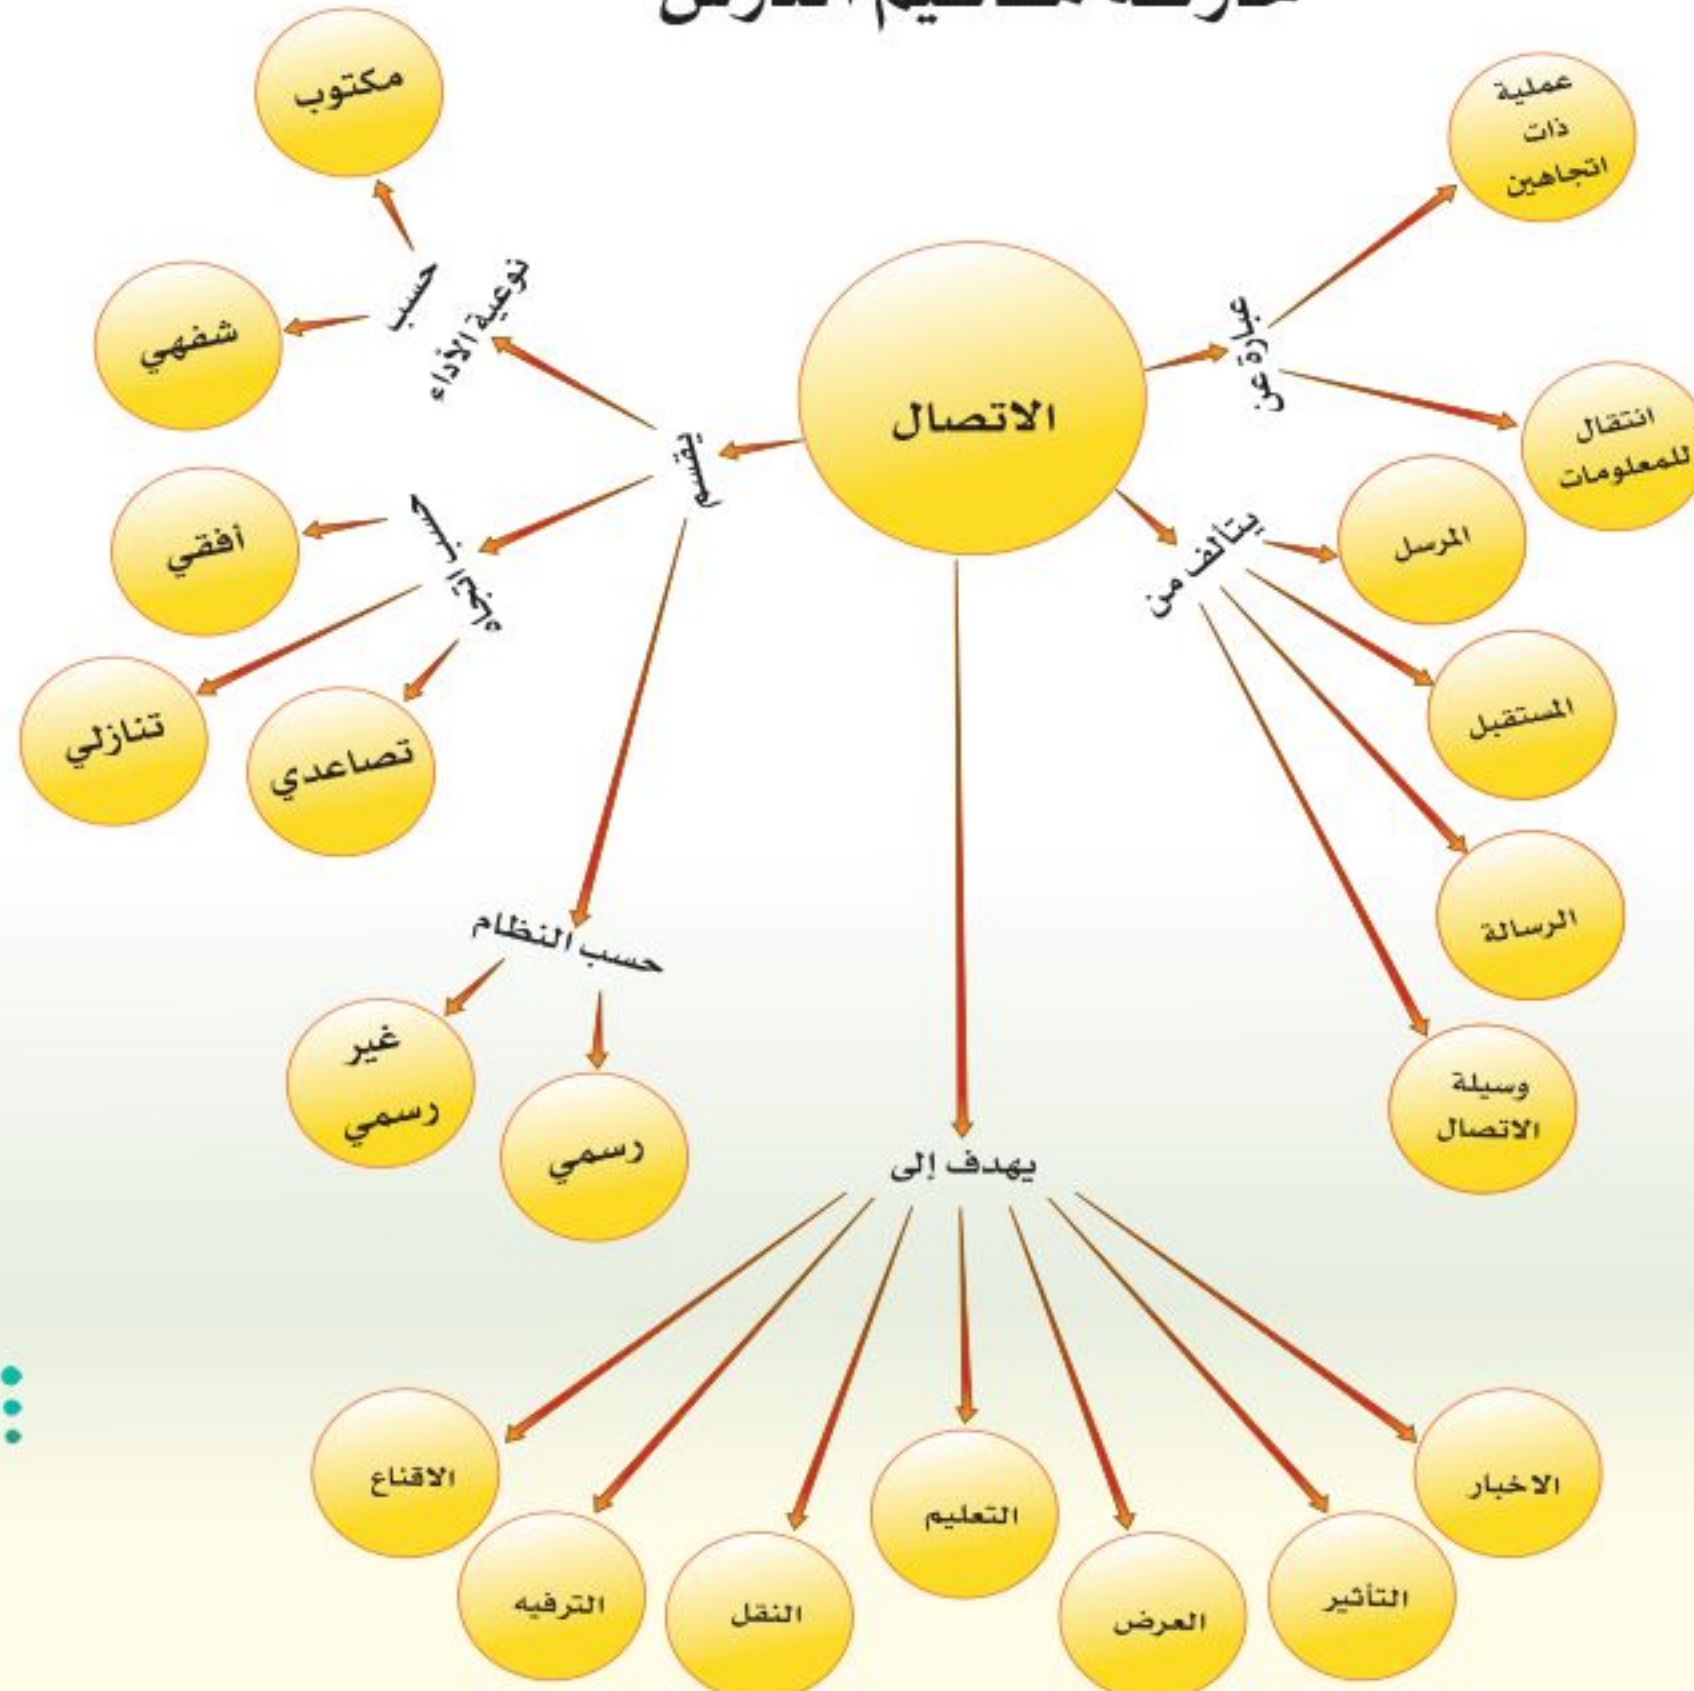 الاتصال
عبارة عن
عملية
ذات
اتجاهين
انتقال
للمعلومات
يتألف من
المرسل
المستقبل
الرسالة
وسيلة
الاتصال
يهدف إلى
الاخبار
التأثير
العرض
التعليم
النقل
الترفيه
الاقناع
يقسم
حسب
نوعية الأداء
مكتوب
شفهي
حسب اتجاه
أفقي
تنازلي
تصاعدي
حسب النظام
غير
رسمي
رسمي